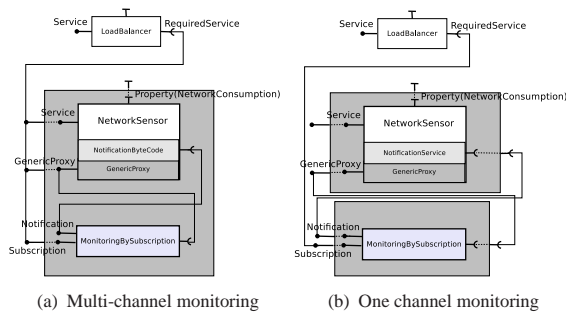 Service
RequiredService
LoadBalancer
Property(NetworkConsumption)
Service
NetworkSensor
NotificationByteCode
GenericProxy
GenericProxy
Notification
MonitoringBySubscription
Subscription
(a) Multi-channel monitoring
Service
RequiredService
LoadBalancer
Property(NetworkConsumption)
Service
NetworkSensor
NotificationService
GenericProxy
GenericProxy
Notification
MonitoringBySubscription
Subscription
(b) One channel monitoring